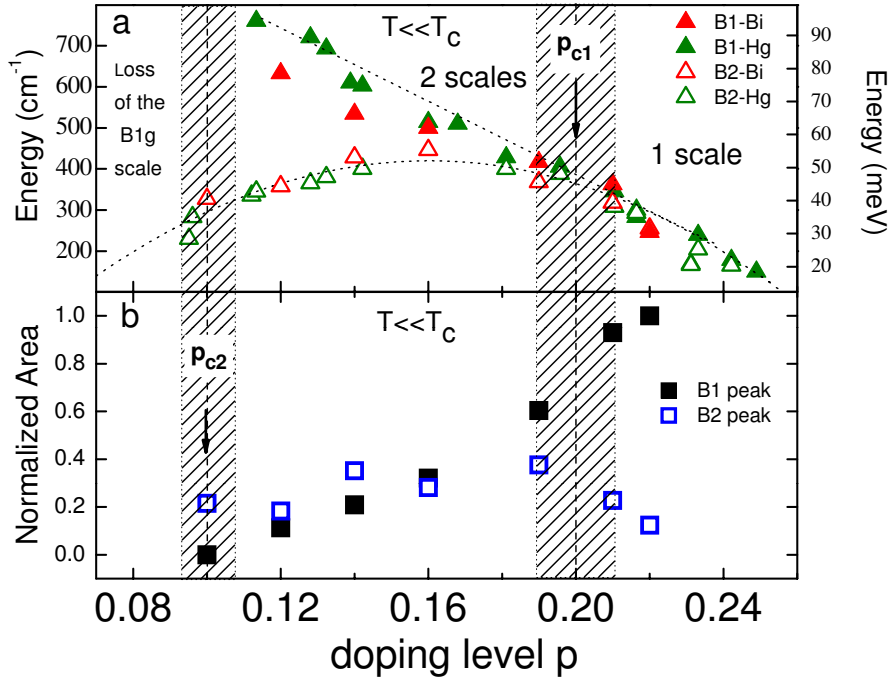 a
T<<Tc
pc1
B1-Bi
B1-Hg
B2-Bi
B2-Hg
Loss
of the
B1g
scale
2 scales
1 scale
Energy (cm⁻¹)
700
600
500
400
300
200
Energy (meV)
90
80
70
60
50
40
30
20
b
T<<Tc
pc2
B1 peak
B2 peak
Normalized Area
1.0
0.8
0.6
0.4
0.2
0.0
0.08 0.12 0.16 0.20 0.24
doping level p